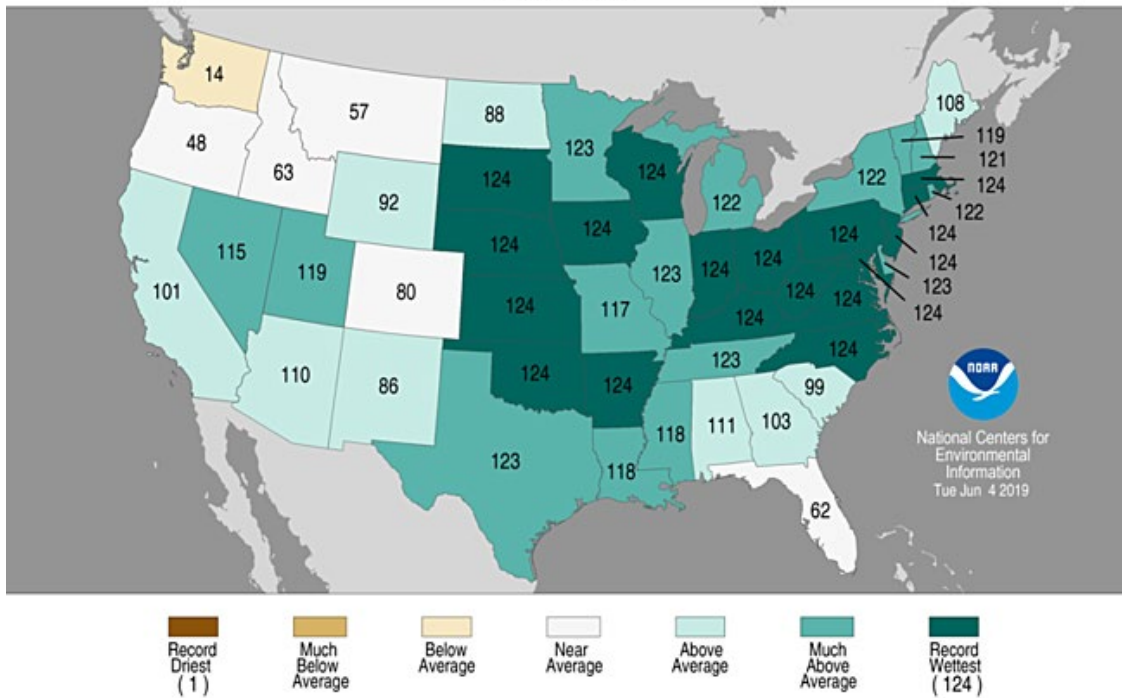 14
57
88
123
108
48
63
119
121
124
122
124
124
123
124
124
124
122
122
92
124
124
115
119
80
124
123
124
124
124
124
124
124
101
117
124
124
123
110
86
124
124
118
111
103
99
123
118
62
NOAA
National Centers for
Environmental
Information
Tue Jun 4 2019
Record
Driest
( 1 )
Much
Below
Average
Below
Average
Near
Average
Above
Average
Much
Above
Average
Record
Wettest
( 124 )